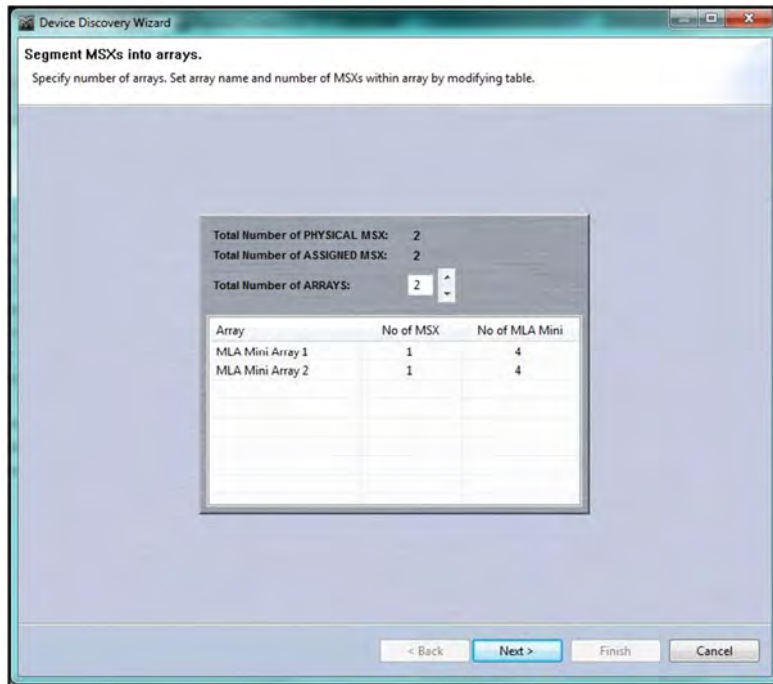 Device Discovery Wizard
Segment MSXs into arrays.
Specify number of arrays. Set array name and number of MSXs within array by modifying table.
Total Number of PHYSICAL MSX: 2
Total Number of ASSIGNED MSX: 2
Total Number of ARRAYS: 2
Array No of MSX No of MLA Mini
MLA Mini Array 1 1 4
MLA Mini Array 2 1 4
< Back Next > Finish Cancel